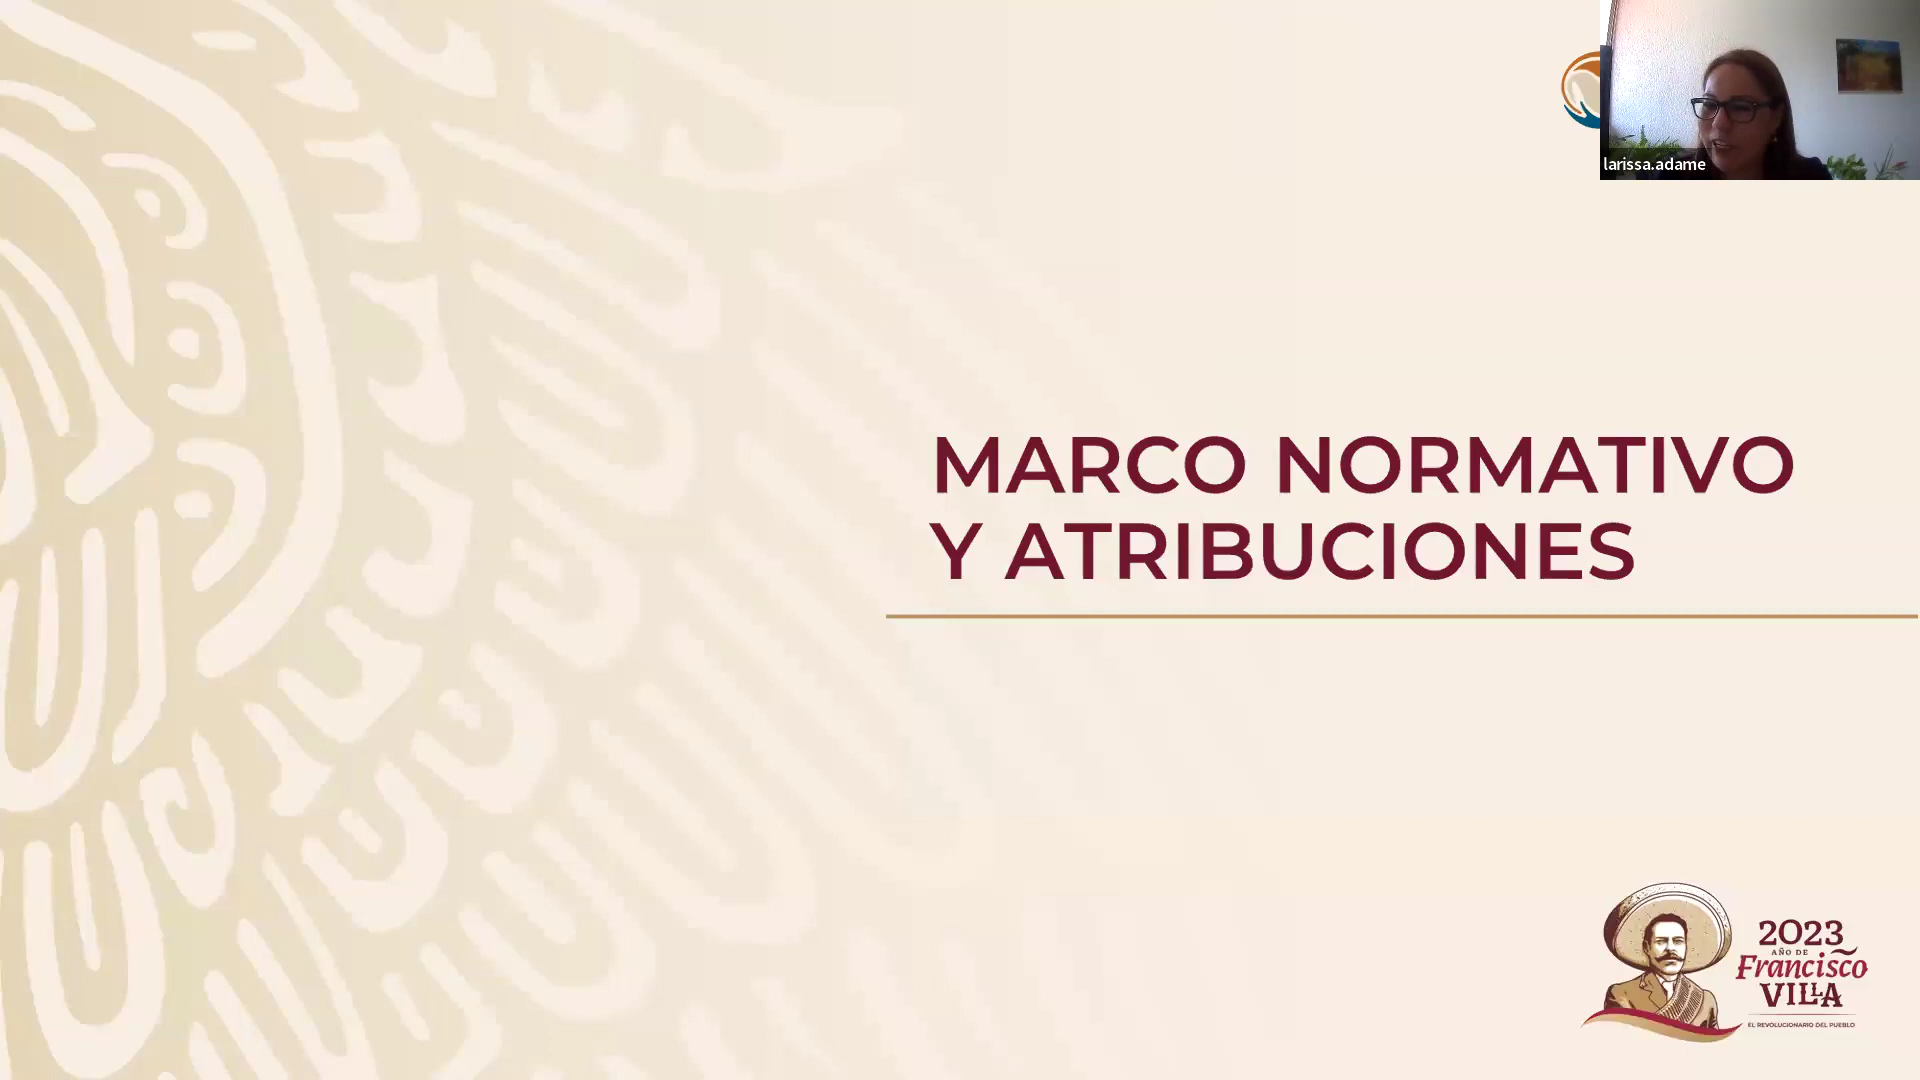 larissa.adame
MARCO NORMATIVO
Y ATRIBUCIONES
2023
AÑO DE
Francisco
VILLA
EL REVOLUCIONARIO DEL PUEBLO